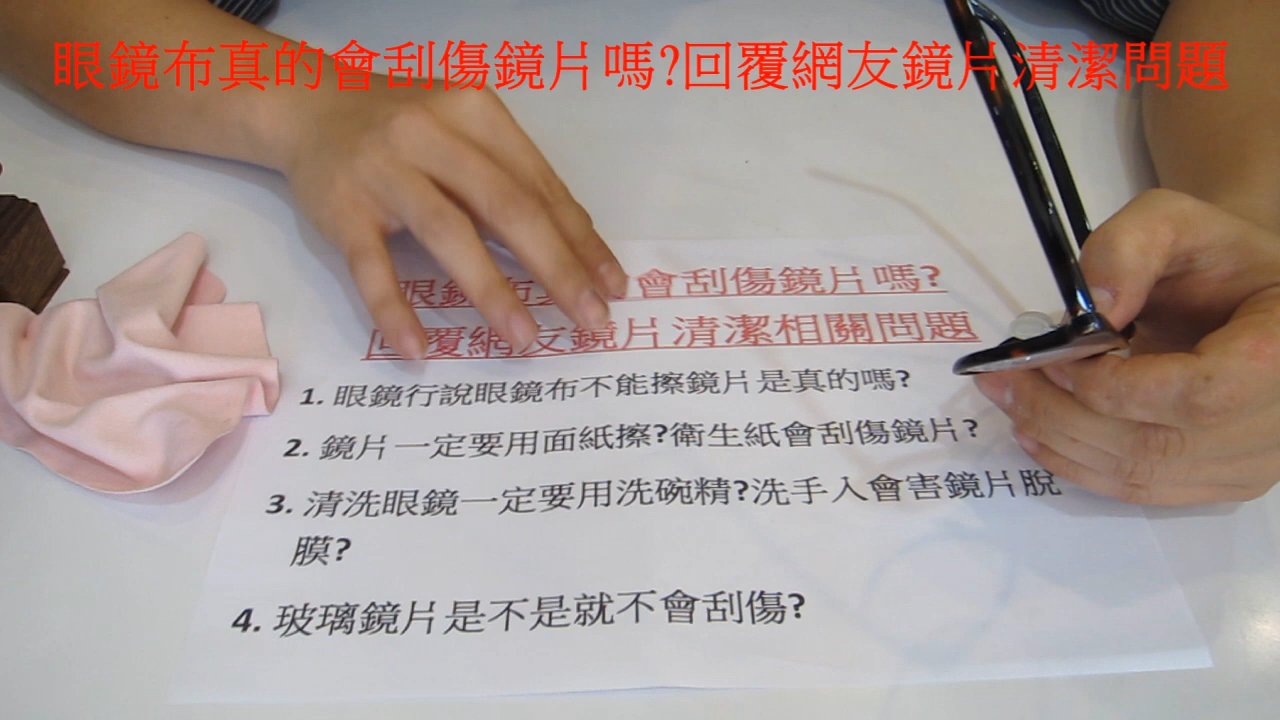 眼鏡布真的會刮傷鏡片嗎?回覆網友鏡片清潔問題
眼鏡布真 會刮傷鏡片嗎?
回覆網友鏡片清潔相關問題
1. 眼鏡行說眼鏡布不能擦鏡片是真的嗎?
2. 鏡片一定要用面紙擦?衛生紙會刮傷鏡片?
3. 清洗眼鏡一定要用洗碗精?洗手入會害鏡片脫
膜?
4. 玻璃鏡片是不是就不會刮傷?